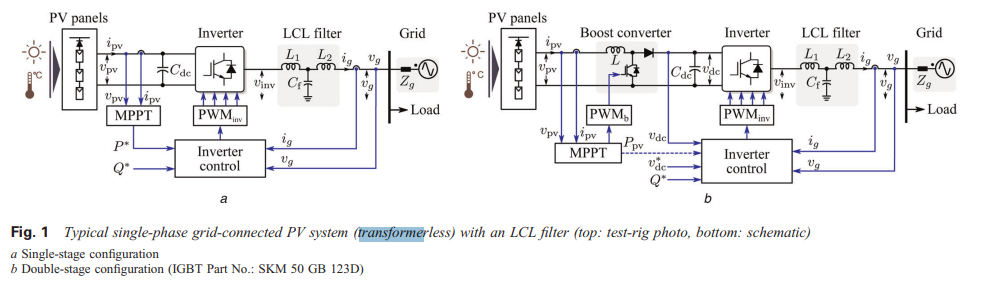 PV panels
Inverter
LCL filter
Grid
i_pv
v_pv
C_dc
v_inv
L_1
L_2
C_f
i_g
v_g
v_g
Z_g
°C
v_pv
i_pv
MPPT
PWM_inv
Load
P*
Q*
Inverter
control
i_g
v_g
a
PV panels
Boost converter
Inverter
LCL filter
Grid
i_pv
v_pv
L
C_dc
v_dc
v_inv
L_1
L_2
C_f
i_g
v_g
v_g
Z_g
°C
v_pv
i_pv
PWM_b
PWM_inv
Load
MPPT
P_pv
v_dc
v*_dc
Q*
Inverter
control
i_g
v_g
b
Fig. 1 Typical single-phase grid-connected PV system (transformerless) with an LCL filter (top: test-rig photo, bottom: schematic)
a Single-stage configuration
b Double-stage configuration (IGBT Part No.: SKM 50 GB 123D)